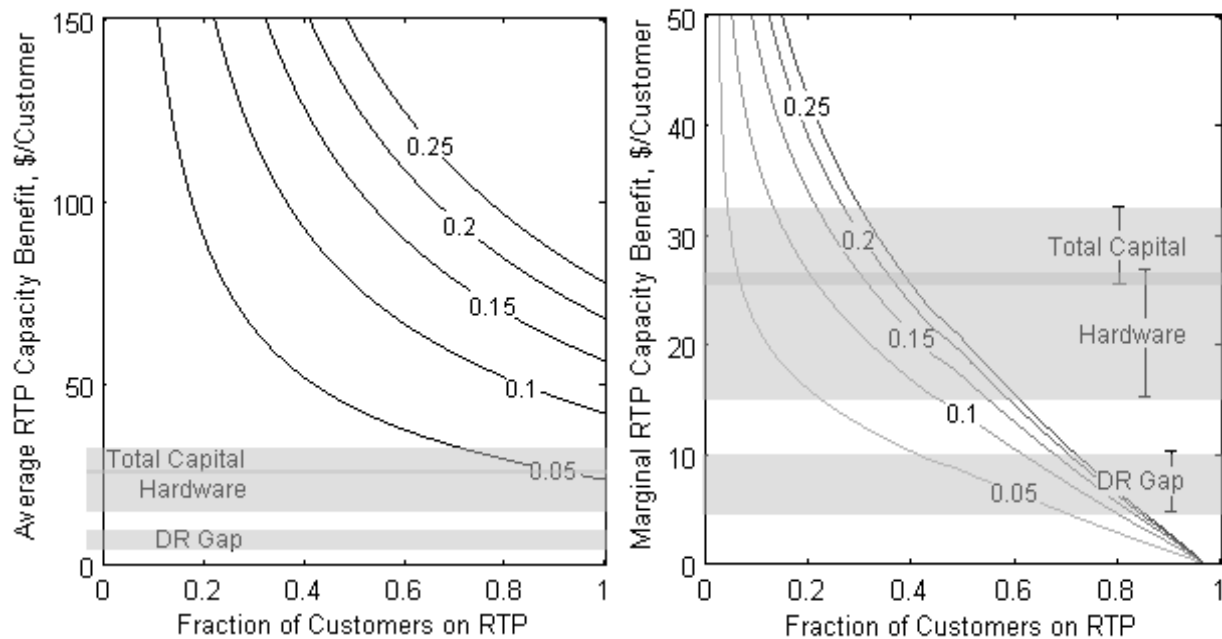 Average RTP Capacity Benefit, $/Customer
150
100
50
0
0.25
0.2
0.15
0.1
0.05
Total Capital
Hardware
DR Gap
0 0.2 0.4 0.6 0.8 1
Fraction of Customers on RTP
Marginal RTP Capacity Benefit, $/Customer
50
40
30
20
10
0
0.25
0.2
0.15
0.1
0.05
Total Capital
Hardware
DR Gap
0 0.2 0.4 0.6 0.8 1
Fraction of Customers on RTP